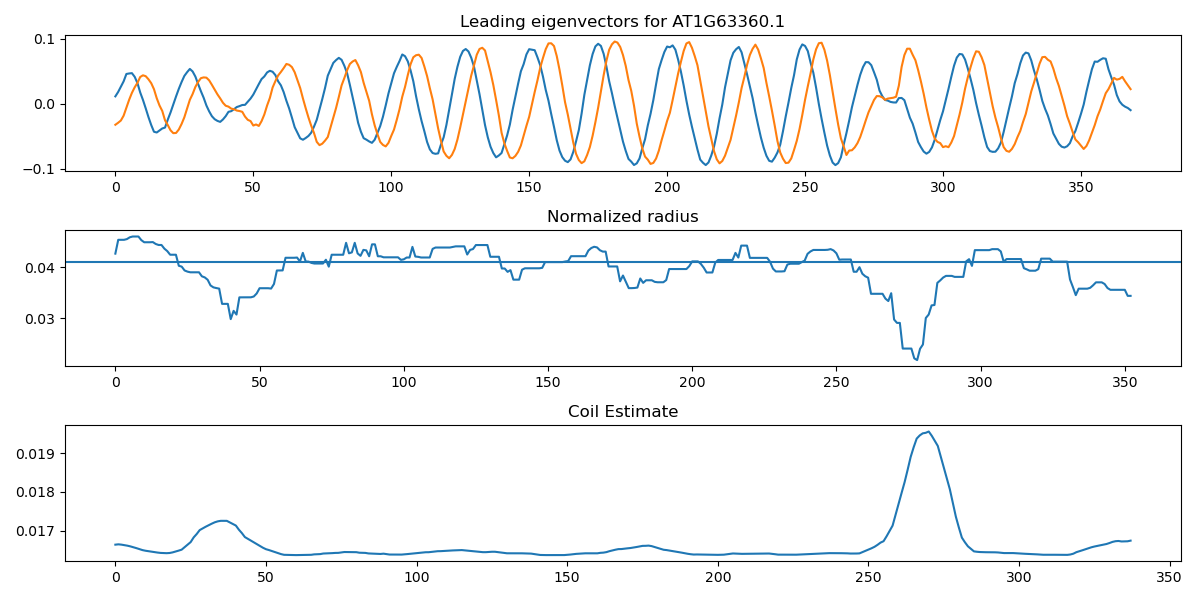 Leading eigenvectors for AT1G63360.1
0.1
0.0
−0.1
0 50 100 150 200 250 300 350
Normalized radius
0.04
0.03
0 50 100 150 200 250 300 350
Coil Estimate
0.019
0.018
0.017
0 50 100 150 200 250 300 350